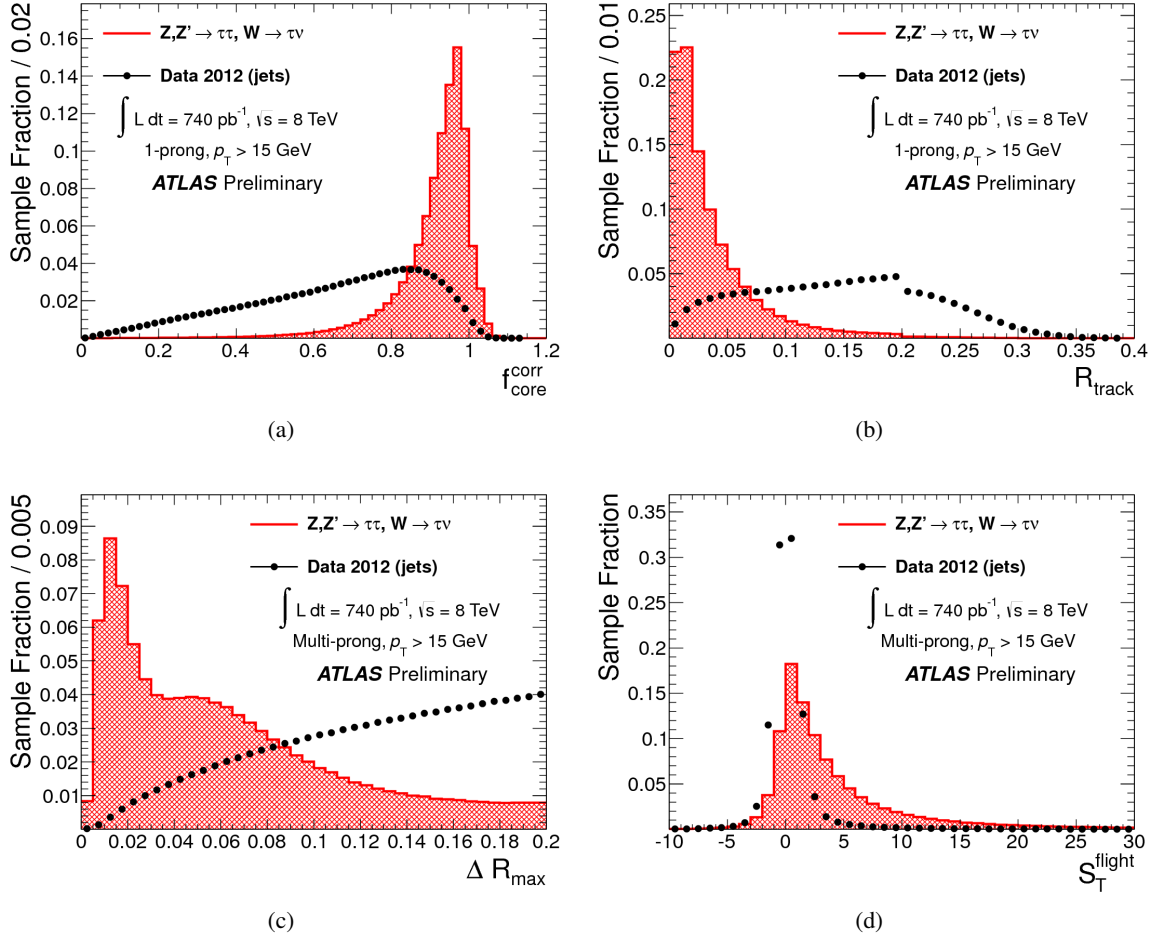 Sample Fraction / 0.02
0.16
0.14
0.12
0.1
0.08
0.06
0.04
0.02
Z,Z' → ττ, W → τν
Data 2012 (jets)
∫ L dt = 740 pb⁻¹, √s = 8 TeV
1-prong, p_T > 15 GeV
ATLAS Preliminary
0 0.2 0.4 0.6 0.8 1 1.2
f_core^corr
(a)
Sample Fraction / 0.01
0.25
0.2
0.15
0.1
0.05
Z,Z' → ττ, W → τν
Data 2012 (jets)
∫ L dt = 740 pb⁻¹, √s = 8 TeV
1-prong, p_T > 15 GeV
ATLAS Preliminary
0 0.05 0.1 0.15 0.2 0.25 0.3 0.35 0.4
R_track
(b)
Sample Fraction / 0.005
0.09
0.08
0.07
0.06
0.05
0.04
0.03
0.02
0.01
Z,Z' → ττ, W → τν
Data 2012 (jets)
∫ L dt = 740 pb⁻¹, √s = 8 TeV
Multi-prong, p_T > 15 GeV
ATLAS Preliminary
0 0.02 0.04 0.06 0.08 0.1 0.12 0.14 0.16 0.18 0.2
Δ R_max
(c)
Sample Fraction
0.35
0.3
0.25
0.2
0.15
0.1
0.05
Z,Z' → ττ, W → τν
Data 2012 (jets)
∫ L dt = 740 pb⁻¹, √s = 8 TeV
Multi-prong, p_T > 15 GeV
ATLAS Preliminary
-10 -5 0 5 10 15 20 25 30
S_T^flight
(d)